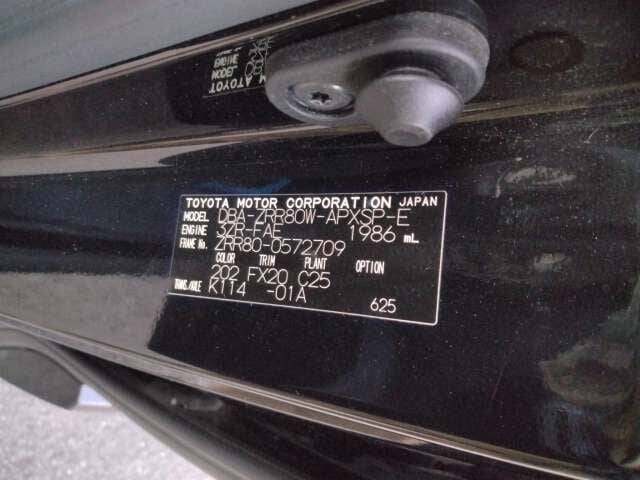 TOYOTA MOTOR CORPORATION JAPAN
MODEL DBA-ZRR80W-APXSP-E
ENGINE 3ZR-FAE 1986 mL
FRAME No. ZRR80-0572709
COLOR TRIM PLANT OPTION
202 FX20 C25
TRANS./AXLE K114 -01A
625